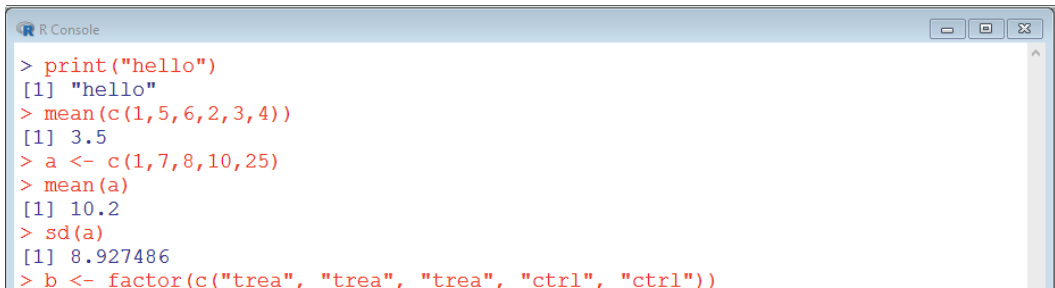 R Console
> print("hello")
[1] "hello"
> mean(c(1,5,6,2,3,4))
[1] 3.5
> a <- c(1,7,8,10,25)
> mean(a)
[1] 10.2
> sd(a)
[1] 8.927486
> b <- factor(c("trea", "trea", "trea", "ctrl", "ctrl"))